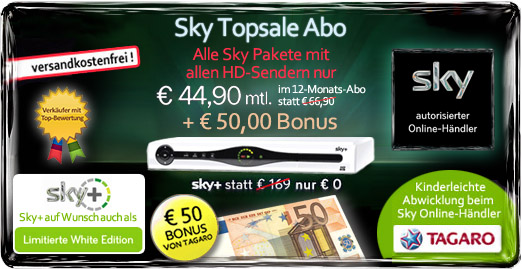 Sky Topsale Abo
versandkostenfrei !
Alle Sky Pakete mit
allen HD-Sendern nur
€ 44,90 mtl. im 12-Monats-Abo
statt € 66,90
+ € 50,00 Bonus
Verkäufer mit
Top-Bewertung
sky
autorisierter
Online-Händler
sky+
sky+ statt € 169 nur € 0
sky+
Sky+ auf Wunsch auch als
Limitierte White Edition
€ 50
BONUS
VON TAGARO
50
Kinderleichte
Abwicklung beim
Sky Online-Händler
TAGARO